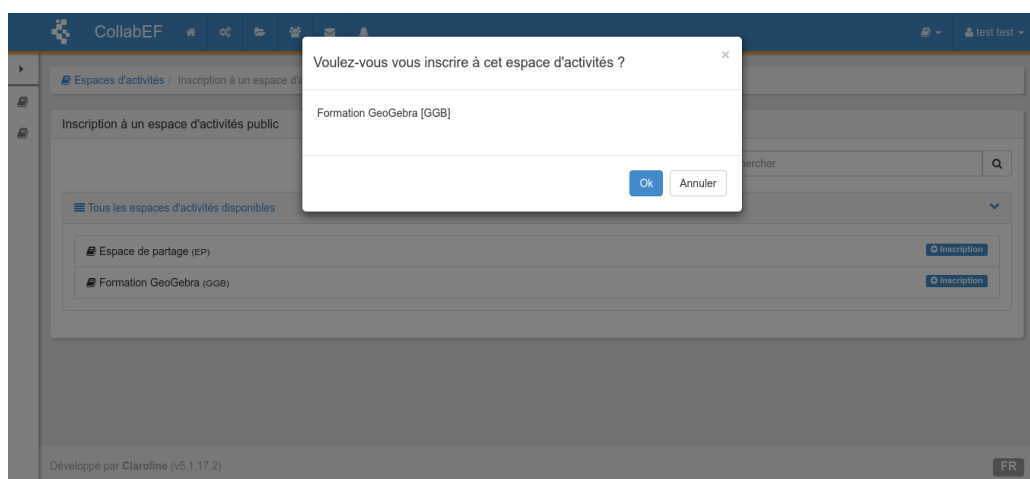 CollabEF
test test
Voulez-vous vous inscrire à cet espace d'activités ?
×
Espaces d'activités / Inscription à un espace d'a
Formation GeoGebra [GGB]
Inscription à un espace d'activités public
hercher
Ok
Annuler
Tous les espaces d'activités disponibles
Espace de partage (EP)
Inscription
Formation GeoGebra (GGB)
Inscription
Développé par Claroline (v5.1.17.2)
FR